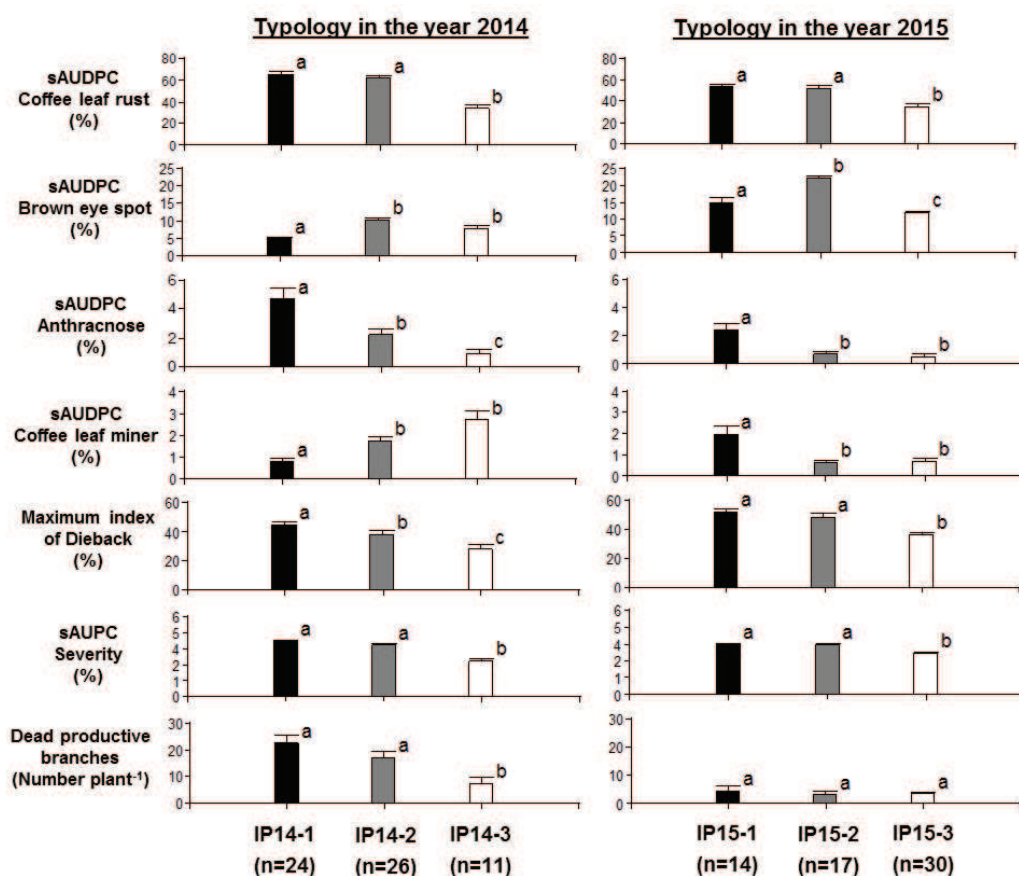 Typology in the year 2014
Typology in the year 2015
sAUDPC
Coffee leaf rust
(%)
80
60
40
20
0
a
a
b
80
60
40
20
0
a
a
b
sAUDPC
Brown eye spot
(%)
25
20
15
10
5
0
a
b
b
25
20
15
10
5
0
a
b
c
sAUDPC
Anthracnose
(%)
6
4
2
0
a
b
c
6
4
2
0
a
b
b
sAUDPC
Coffee leaf miner
(%)
4
3
2
1
0
a
b
b
4
3
2
1
0
a
b
b
Maximum index
of Dieback
(%)
60
40
20
0
a
b
c
60
40
20
0
a
a
b
sAUPC
Severity
(%)
6
5
4
2
1
0
a
a
b
6
5
4
2
1
0
a
a
b
Dead productive
branches
(Number plant⁻¹)
30
20
10
0
a
a
b
30
20
10
0
a
a
a
IP14-1 IP14-2 IP14-3
(n=24) (n=26) (n=11)
IP15-1 IP15-2 IP15-3
(n=14) (n=17) (n=30)